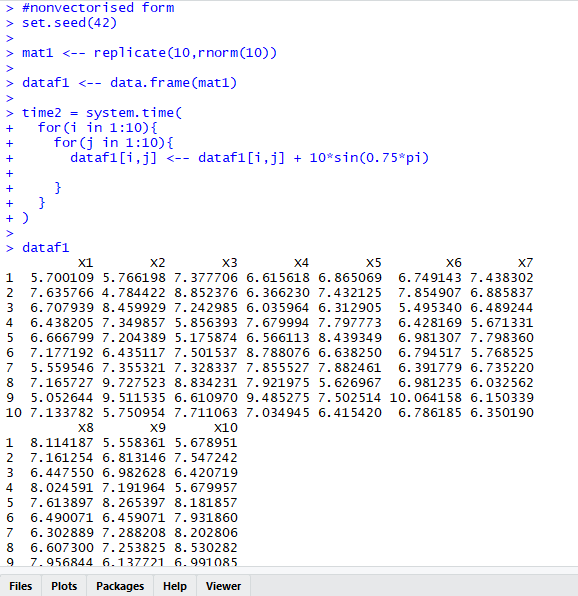 > #nonvectorised form
> set.seed(42)
>
> mat1 <-- replicate(10,rnorm(10))
>
> dataf1 <-- data.frame(mat1)
>
> time2 = system.time(
+   for(i in 1:10){
+     for(j in 1:10){
+       dataf1[i,j] <-- dataf1[i,j] + 10*sin(0.75*pi)
+
+     }
+   }
+ )
>
> dataf1
X1 X2 X3 X4 X5 X6 X7
1 5.700109 5.766198 7.377706 6.615618 6.865069 6.749143 7.438302
2 7.635766 4.784422 8.852376 6.366230 7.432125 7.854907 6.885837
3 6.707939 8.459929 7.242985 6.035964 6.312905 5.495340 6.489244
4 6.438205 7.349857 5.856393 7.679994 7.797773 6.428169 5.671331
5 6.666799 7.204389 5.175874 6.566113 8.439349 6.981307 7.798360
6 7.177192 6.435117 7.501537 8.788076 6.638250 6.794517 5.768525
7 5.559546 7.355321 7.328337 7.855527 7.882461 6.391779 6.735220
8 7.165727 9.727523 8.834231 7.921975 5.626967 6.981235 6.032562
9 5.052644 9.511535 6.610970 9.485275 7.502514 10.064158 6.150339
10 7.133782 5.750954 7.711063 7.034945 6.415420 6.786185 6.350190
X8 X9 X10
1 8.114187 5.558361 5.678951
2 7.161254 6.813146 7.547242
3 6.447550 6.982628 6.420719
4 8.024591 7.191964 5.679957
5 7.613897 8.265397 8.181857
6 6.490071 6.459071 7.931860
7 6.302889 7.288208 8.202806
8 6.607300 7.253825 8.530282
9 7.956844 6.137721 6.991085
Files Plots Packages Help Viewer